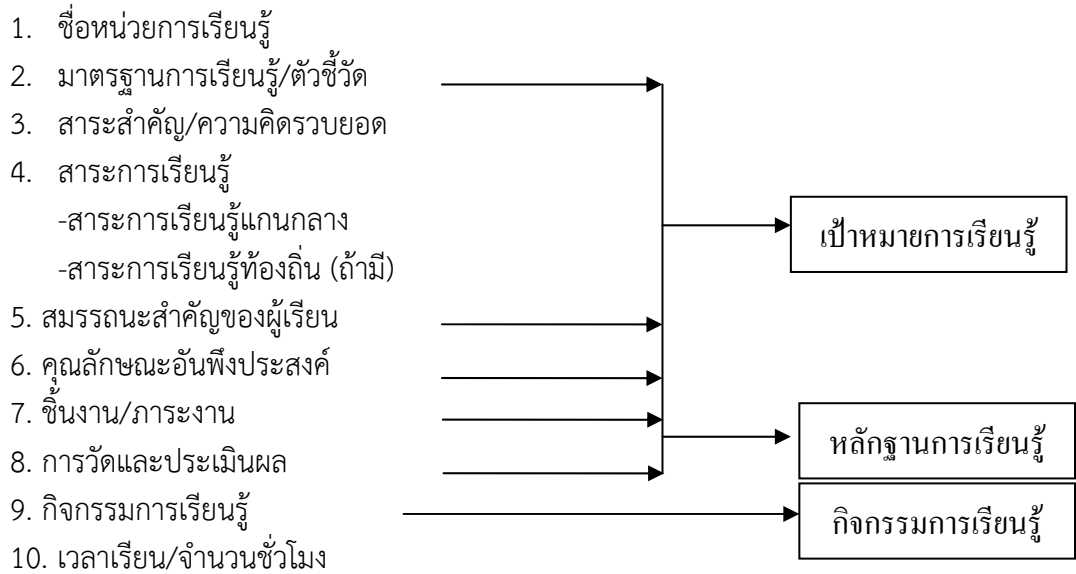 1. ชื่อหน่วยการเรียนรู้
2. มาตรฐานการเรียนรู้/ตัวชี้วัด
3. สาระสำคัญ/ความคิดรวบยอด
4. สาระการเรียนรู้
-สาระการเรียนรู้แกนกลาง
-สาระการเรียนรู้ท้องถิ่น (ถ้ามี)
5. สมรรถนะสำคัญของผู้เรียน
6. คุณลักษณะอันพึงประสงค์
7. ชิ้นงาน/ภาระงาน
8. การวัดและประเมินผล
9. กิจกรรมการเรียนรู้
10. เวลาเรียน/จำนวนชั่วโมง
เป้าหมายการเรียนรู้
หลักฐานการเรียนรู้
กิจกรรมการเรียนรู้